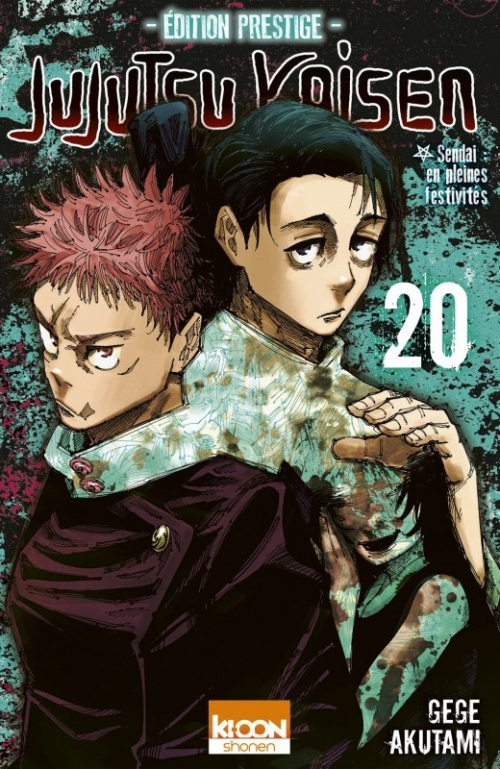 - ÉDITION PRESTIGE -
JUJUTSU KAISEN
Sendai :
en pleines
festivités
20
KI-OON
shonen
GEGE
AKUTAMI